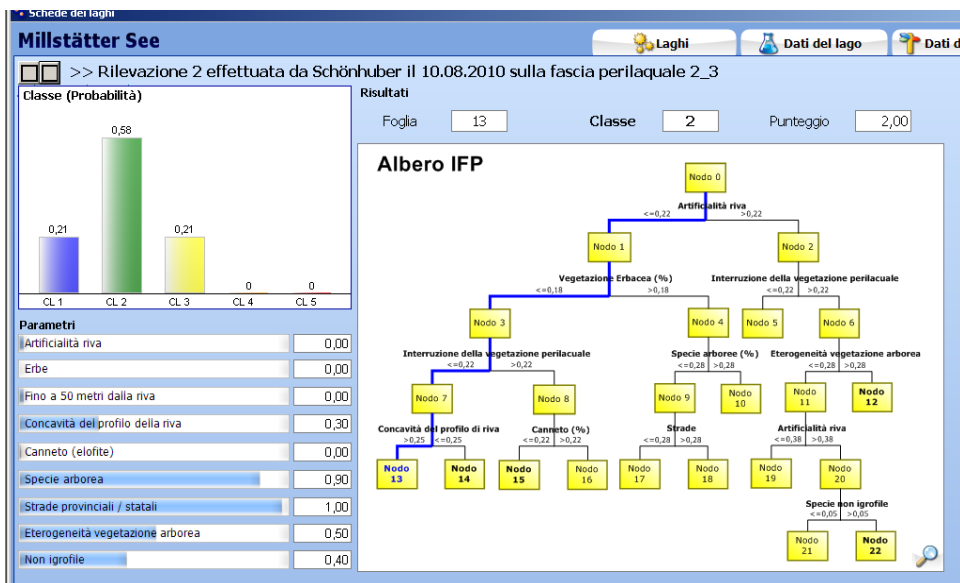 Schede dei laghi
Millstätter See
Laghi
Dati del lago
Dati d
>> Rilevazione 2 effettuata da Schönhuber il 10.08.2010 sulla fascia perilaquale 2_3
Classe (Probabilità)
0,58
0,21
0,21
0
0
CL 1
CL 2
CL 3
CL 4
CL 5
Parametri
Artificialità riva 0,00
Erbe 0,00
Fino a 50 metri dalla riva 0,00
Concavità del profilo della riva 0,30
Canneto (elofite) 0,00
Specie arborea 0,90
Strade provinciali / statali 1,00
Eterogeneità vegetazione arborea 0,50
Non igrofile 0,40
Risultati
Foglia 13 Classe 2 Punteggio 2,00
Albero IFP
Nodo 0
Artificialità riva
<=0,22 >0,22
Nodo 1
Nodo 2
Vegetazione Erbacea (%)
<=0,18 >0,18
Interruzione della vegetazione perilacuale
<=0,22 >0,22
Nodo 3
Nodo 4
Nodo 5
Nodo 6
Interruzione della vegetazione perilacuale
<=0,22 >0,22
Specie arboree (%)
<=0,28 >0,28
Eterogeneità vegetazione arborea
<=0,28 >0,28
Nodo 7
Nodo 8
Nodo 9
Nodo
10
Nodo
11
Nodo
12
Concavità del profilo di riva
>0,25 <=0,25
Canneto (%)
<=0,22 >0,22
Strade
<=0,28 >0,28
Artificialità riva
<=0,38 >0,38
Nodo
13
Nodo
14
Nodo
15
Nodo
16
Nodo
17
Nodo
18
Nodo
19
Nodo
20
Specie non igrofile
<=0,05 >0,05
Nodo
21
Nodo
22